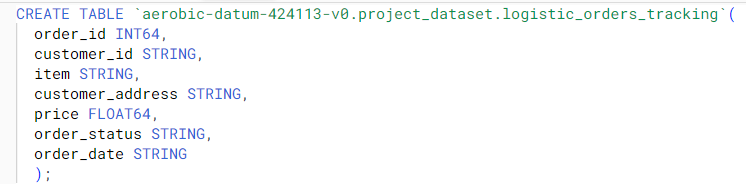 CREATE TABLE `aerobic-datum-424113-v0.project_dataset.logistic_orders_tracking`(
order_id INT64,
customer_id STRING,
item STRING,
customer_address STRING,
price FLOAT64,
order_status STRING,
order_date STRING
);